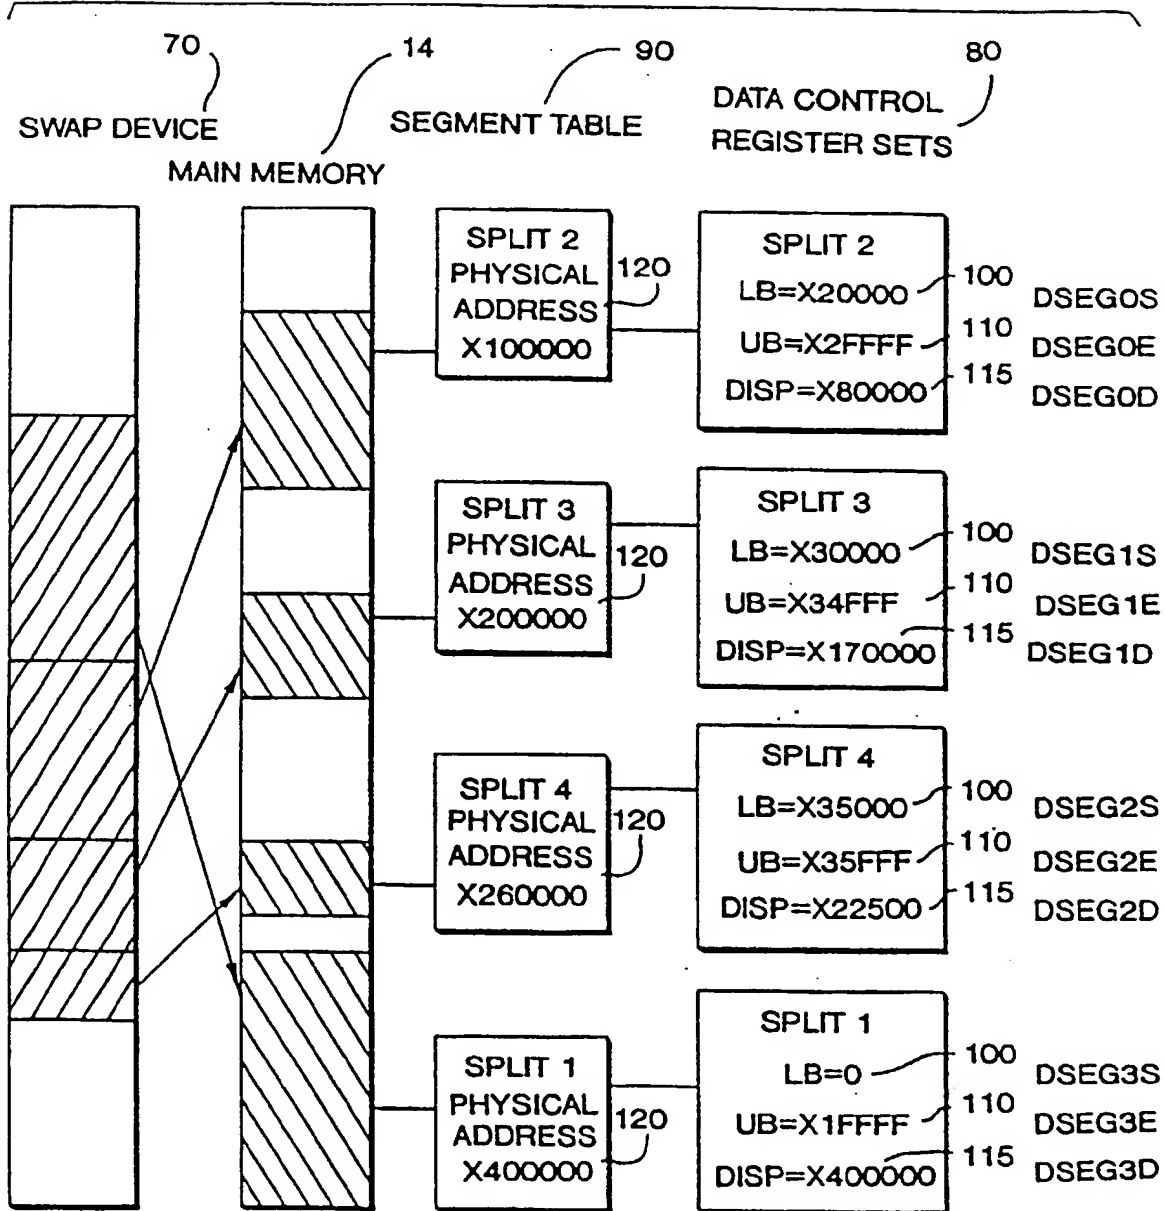 70
14
90
80
SWAP DEVICE
MAIN MEMORY
SEGMENT TABLE
DATA CONTROL
REGISTER SETS
SPLIT 2
PHYSICAL
ADDRESS
X100000
120
SPLIT 2
LB=X20000
UB=X2FFFF
DISP=X80000
100
110
115
DSEG0S
DSEG0E
DSEG0D
SPLIT 3
PHYSICAL
ADDRESS
X200000
120
SPLIT 3
LB=X30000
UB=X34FFF
DISP=X170000
100
110
115
DSEG1S
DSEG1E
DSEG1D
SPLIT 4
PHYSICAL
ADDRESS
X260000
120
SPLIT 4
LB=X35000
UB=X35FFF
DISP=X22500
100
110
115
DSEG2S
DSEG2E
DSEG2D
SPLIT 1
PHYSICAL
ADDRESS
X400000
120
SPLIT 1
LB=0
UB=X1FFFF
DISP=X400000
100
110
115
DSEG3S
DSEG3E
DSEG3D